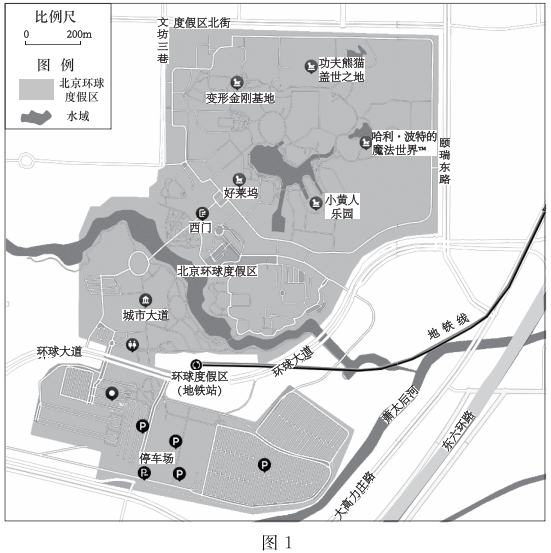 比例尺
0 200m
图 例
北京环球
度假区
水域
文坊三巷
度假区北街
功夫熊猫
盖世之地
变形金刚基地
哈利·波特的
魔法世界™
颐瑞东路
好莱坞
小黄人
乐园
西门
北京环球度假区
城市大道
地铁线
环球大道
环球大道
环球度假区
(地铁站)
萧太后河
东六环路
P
P
停车场
P
P
P
大高力庄路
图 1